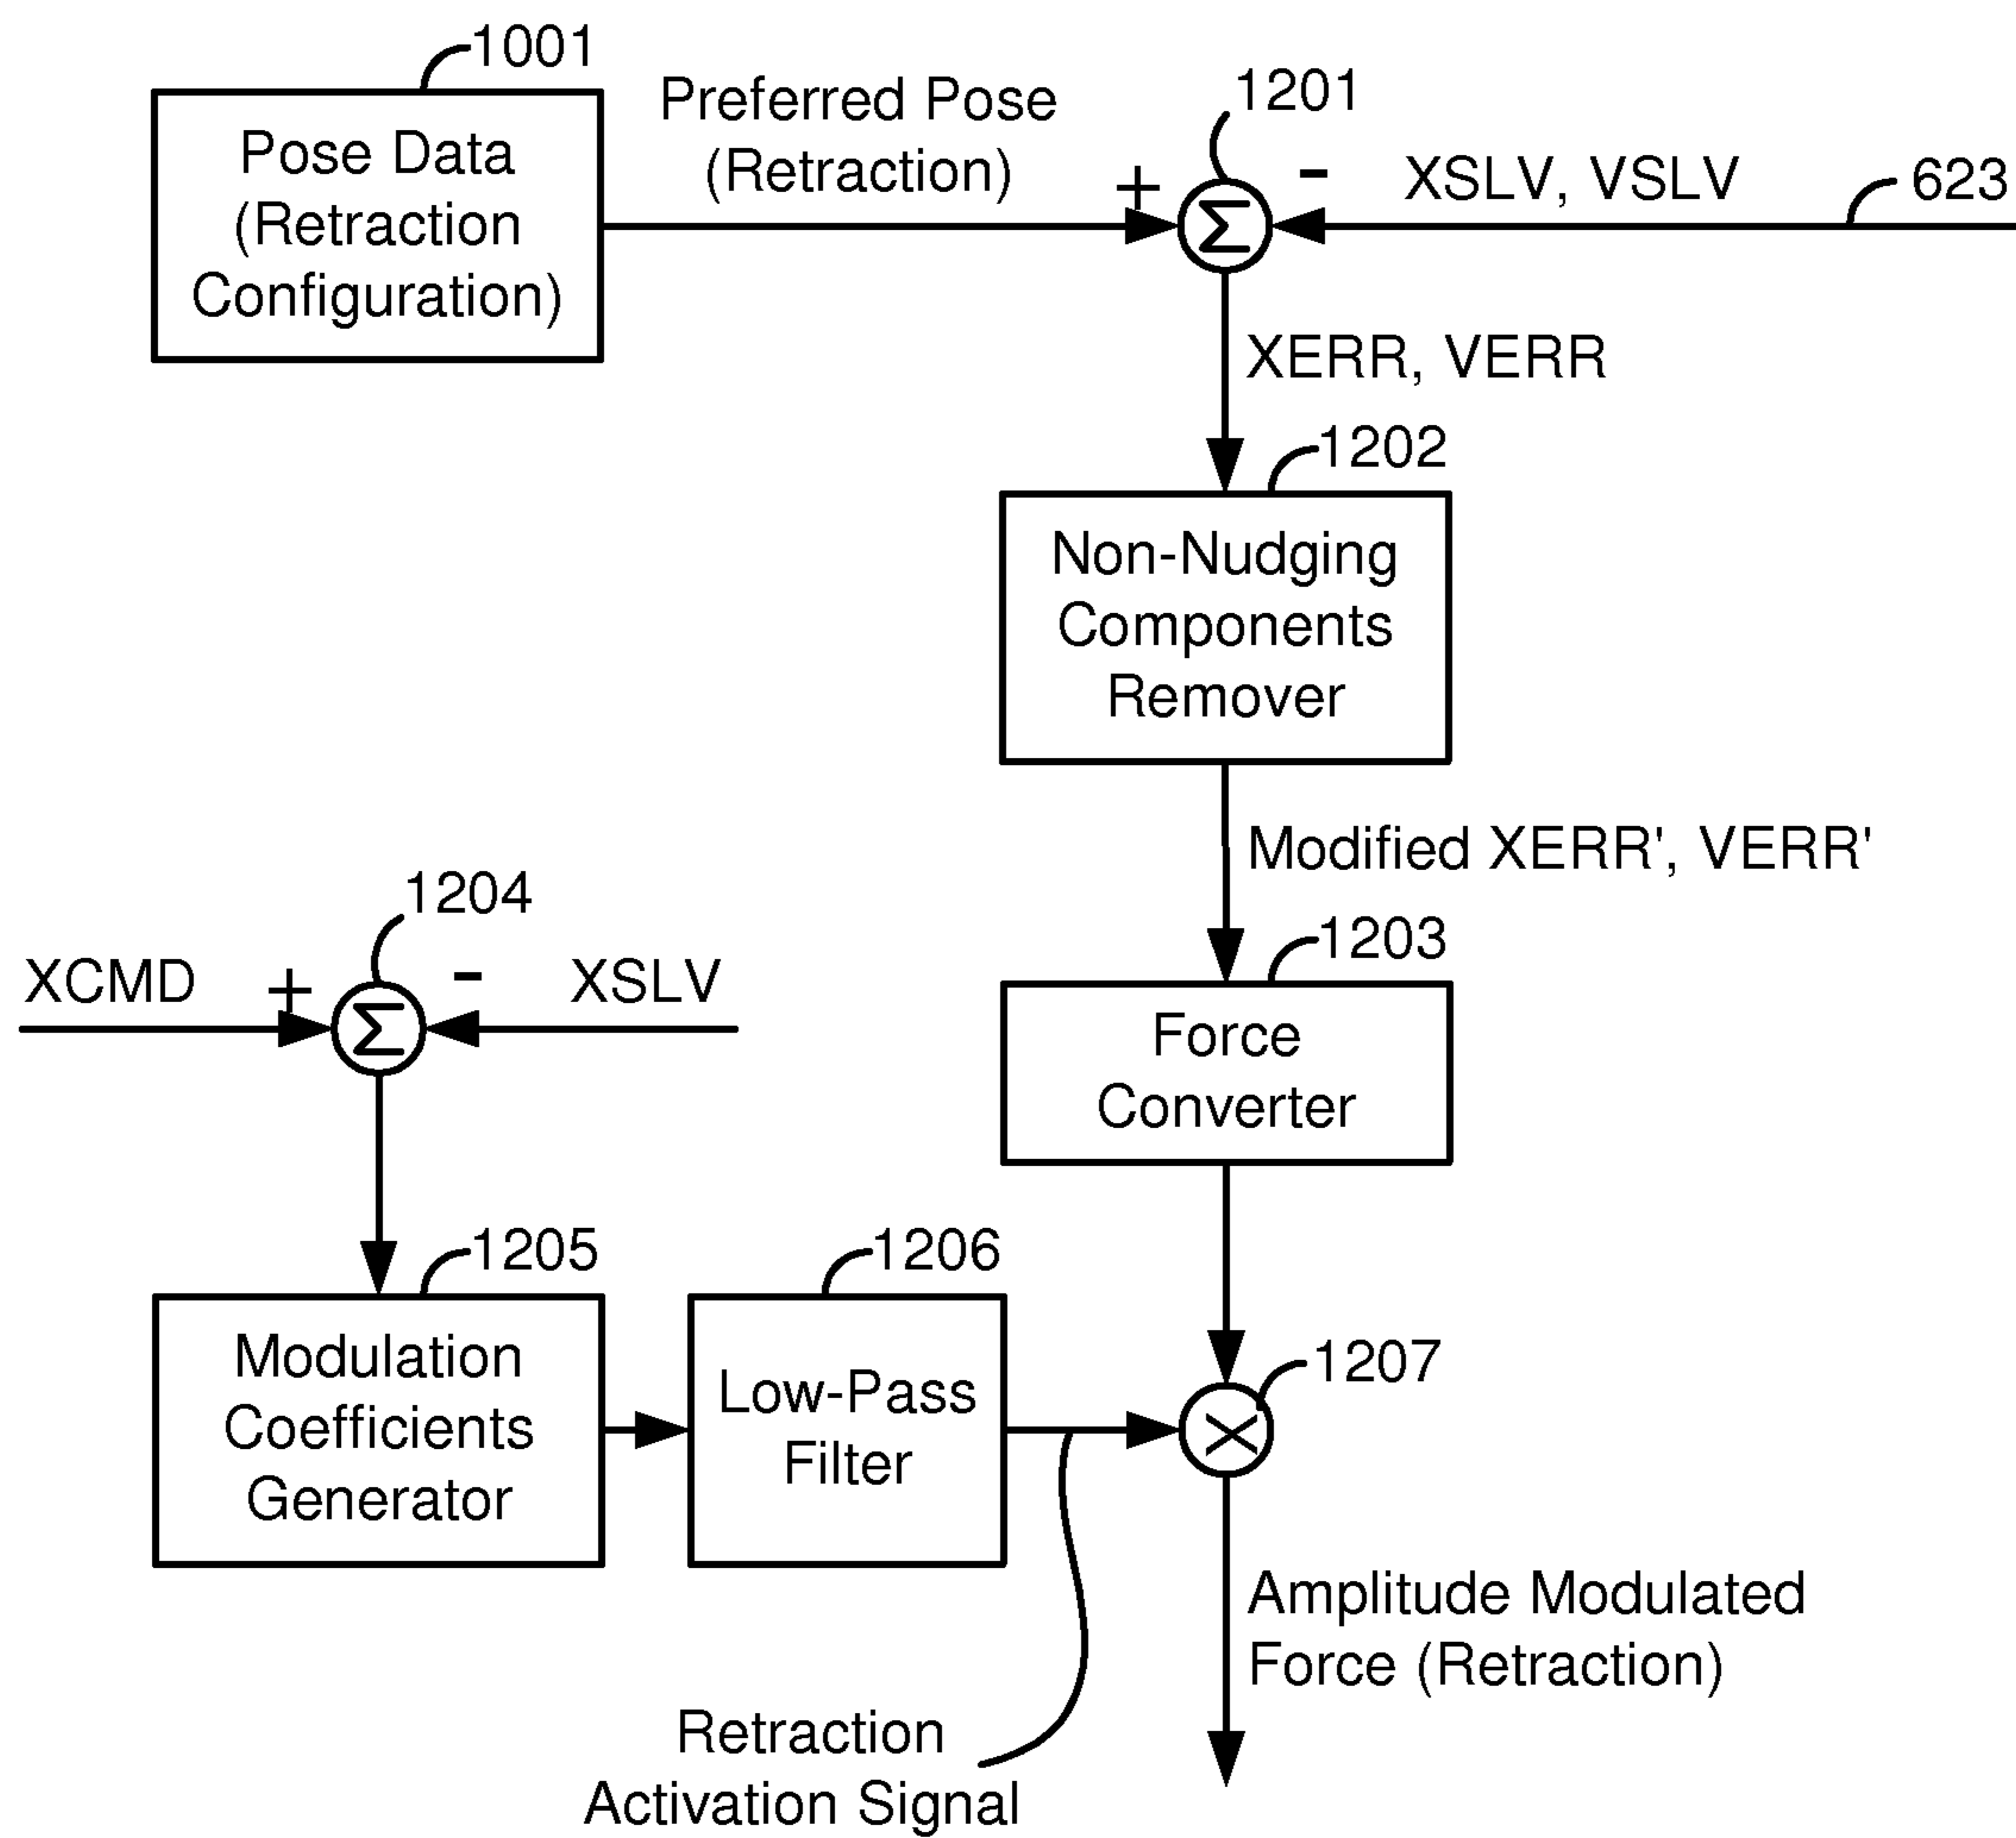 1001
Pose Data
(Retraction
Configuration)
Preferred Pose
(Retraction)
+
1201
Σ
-
XSLV, VSLV
623
XERR, VERR
1202
Non-Nudging
Components
Remover
Modified XERR', VERR'
1203
Force
Converter
1204
XCMD
+
Σ
-
XSLV
1205
Modulation
Coefficients
Generator
1206
Low-Pass
Filter
1207
X
Retraction
Activation Signal
Amplitude Modulated
Force (Retraction)